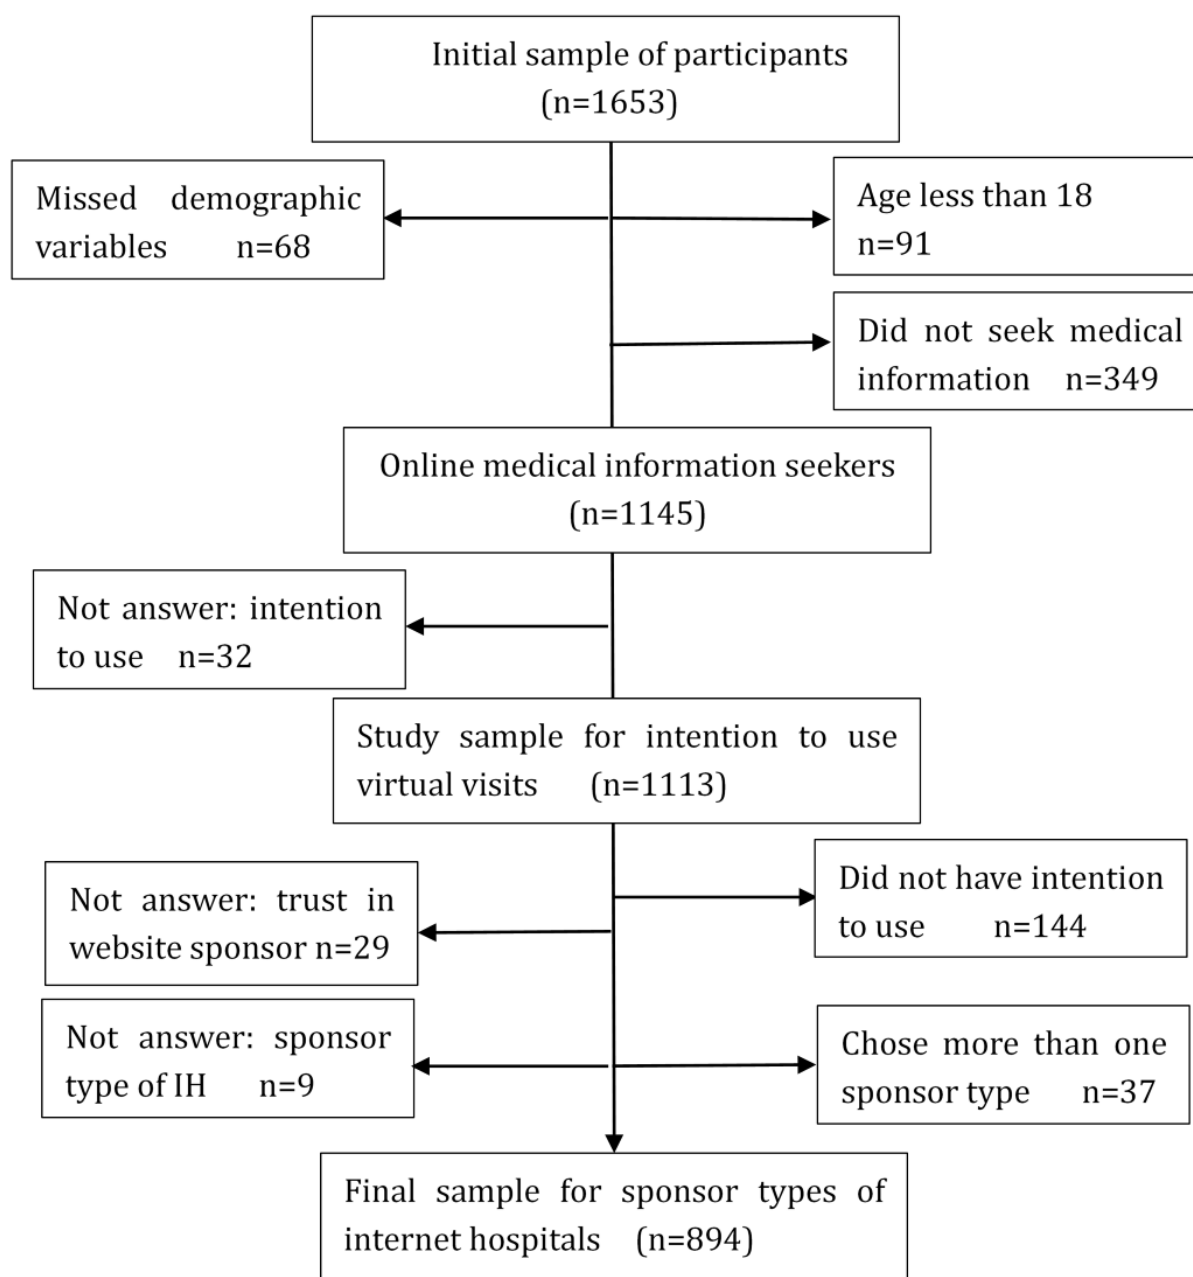 Initial sample of participants
(n=1653)
Missed demographic
variables n=68
Age less than 18
n=91
Did not seek medical
information n=349
Online medical information seekers
(n=1145)
Not answer: intention
to use n=32
Study sample for intention to use
virtual visits (n=1113)
Not answer: trust in
website sponsor n=29
Did not have intention
to use n=144
Not answer: sponsor
type of IH n=9
Chose more than one
sponsor type n=37
Final sample for sponsor types of
internet hospitals (n=894)